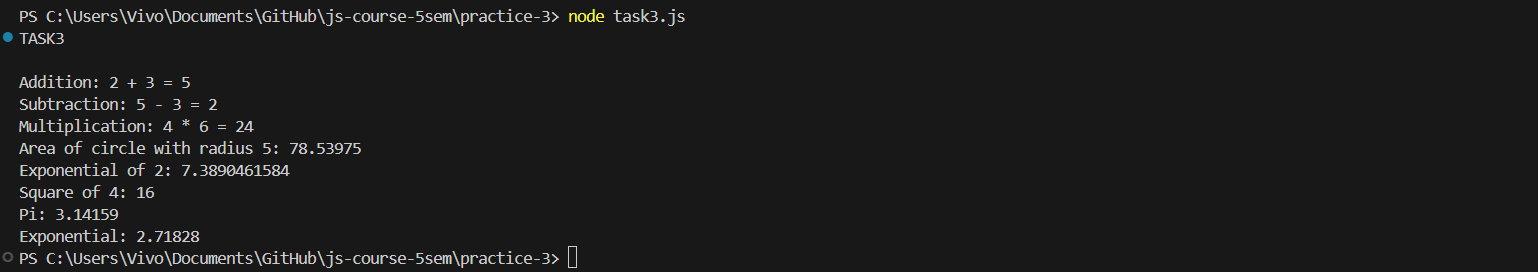 PS C:\Users\Vivo\Documents\GitHub\js-course-5sem\practice-3> node task3.js
TASK3
Addition: 2 + 3 = 5
Subtraction: 5 - 3 = 2
Multiplication: 4 * 6 = 24
Area of circle with radius 5: 78.53975
Exponential of 2: 7.3890461584
Square of 4: 16
Pi: 3.14159
Exponential: 2.71828
PS C:\Users\Vivo\Documents\GitHub\js-course-5sem\practice-3>